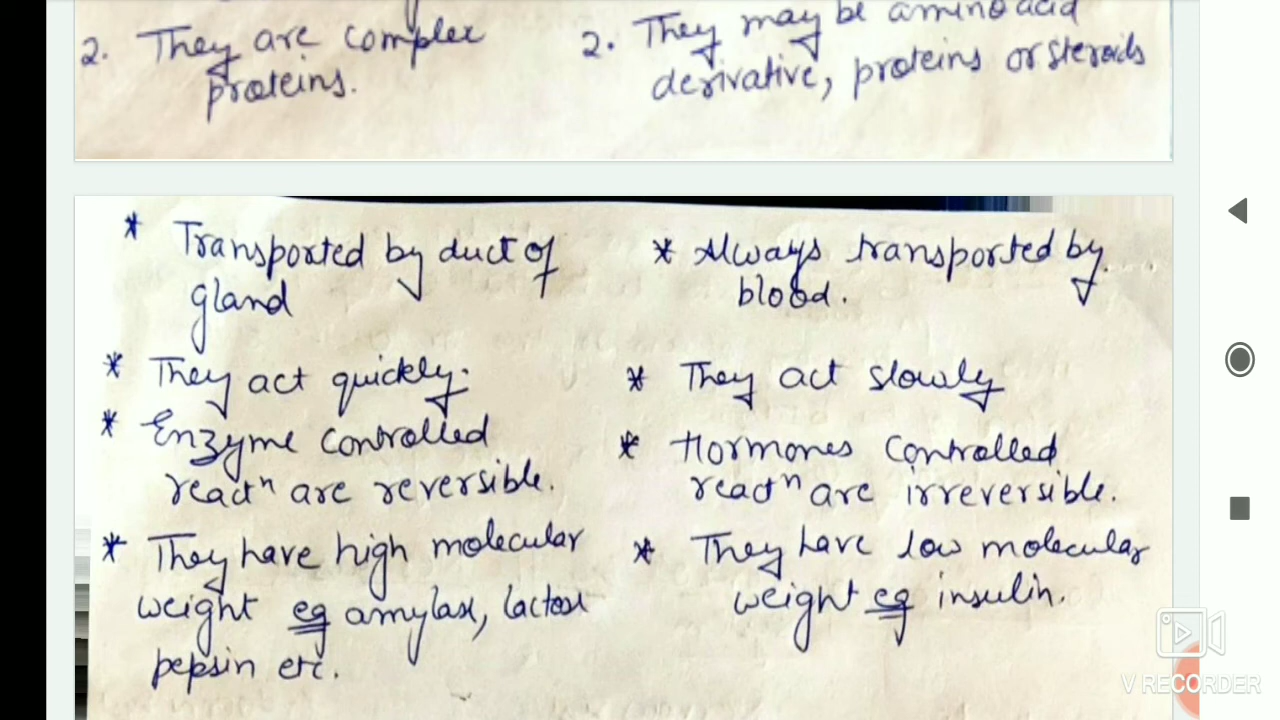 2. They are complex
proteins.
2. They may be amino acid
derivative, proteins or steroids
* Transported by duct of
gland
* Always transported by
blood.
* They act quickly.
* They act slowly
* Enzyme controlled
reactⁿ are reversible.
* Hormones controlled
reactⁿ are irreversible.
* They have high molecular
weight eg amylase, lactose
pepsin etc.
* They have low molecular
weight eg insulin.
V RECORDER